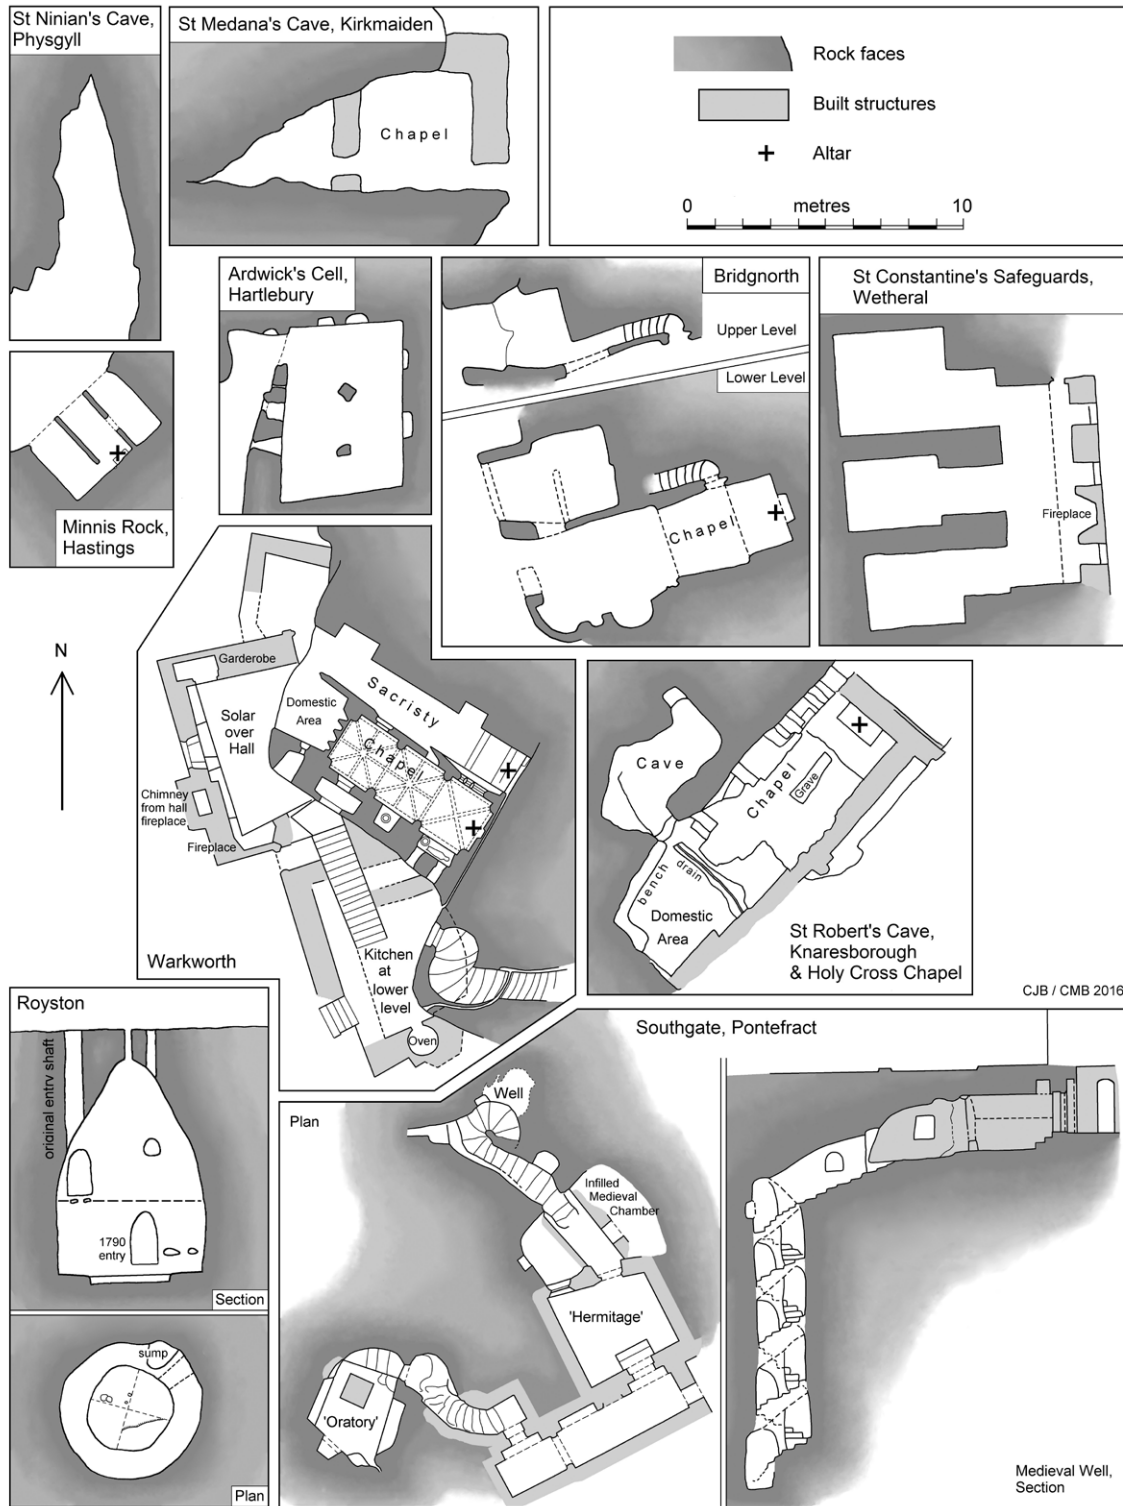 St Ninian's Cave,
Physgyll
St Medana's Cave, Kirkmaiden
Chapel
Rock faces
Built structures
Altar
0 metres 10
Ardwick's Cell,
Hartlebury
Bridgnorth
Upper Level
Lower Level
Chapel
St Constantine's Safeguards,
Wetheral
Fireplace
Minnis Rock,
Hastings
N
Garderobe
Solar
over
Hall
Domestic
Area
Sacristy
Chapel
Chimney
from hall
fireplace
Fireplace
Kitchen
at
lower
level
Oven
Warkworth
Cave
Chapel
Grave
bench
drain
Domestic
Area
St Robert's Cave,
Knaresborough
& Holy Cross Chapel
CJB / CMB 2016
Royston
original entry shaft
1790
entry
Section
sump
Plan
Southgate, Pontefract
Plan
Well
Infilled
Medieval
Chamber
'Hermitage'
'Oratory'
Medieval Well,
Section